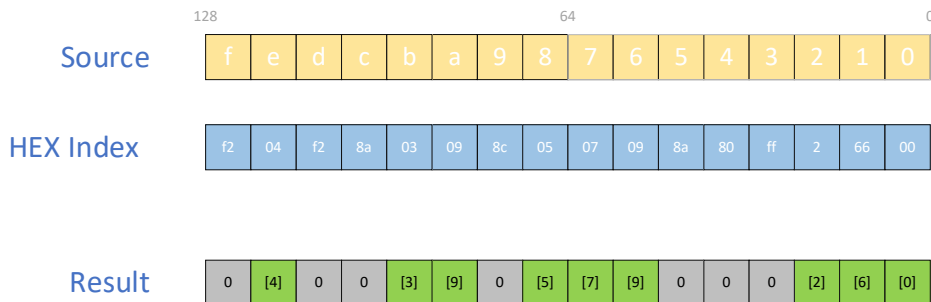 128 64 0
Source f e d c b a 9 8 7 6 5 4 3 2 1 0
HEX Index f2 04 f2 8a 03 09 8c 05 07 09 8a 80 ff 2 66 00
Result 0 [4] 0 0 [3] [9] 0 [5] [7] [9] 0 0 0 [2] [6] [0]